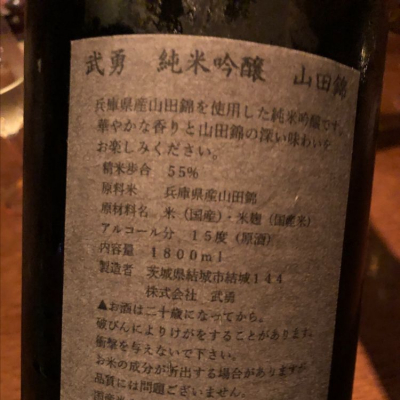 武勇　純米吟醸　山田錦
兵庫県産山田錦を使用した純米吟醸です。
華やかな香りと山田錦の深い味わいを
お楽しみください。
精米歩合　55%
原料米　兵庫県産山田錦
原材料名　米（国産）・米麹（国産米）
アルコール分　15度（原酒）
内容量　1800ml
製造者　茨城県結城市結城144
株式会社　武勇
▲お酒は二十歳になってから。
破びんによりけがをすることがあります。
衝撃を与えないで下さい。
お米の成分が析出する場合がありますが
品質には問題ございません。